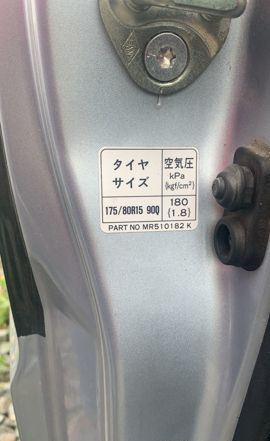 タイヤ 空気圧
サイズ kPa
(kgf/cm²)
175/80R15 90Q 180
(1.8)
PART NO MR510182 K